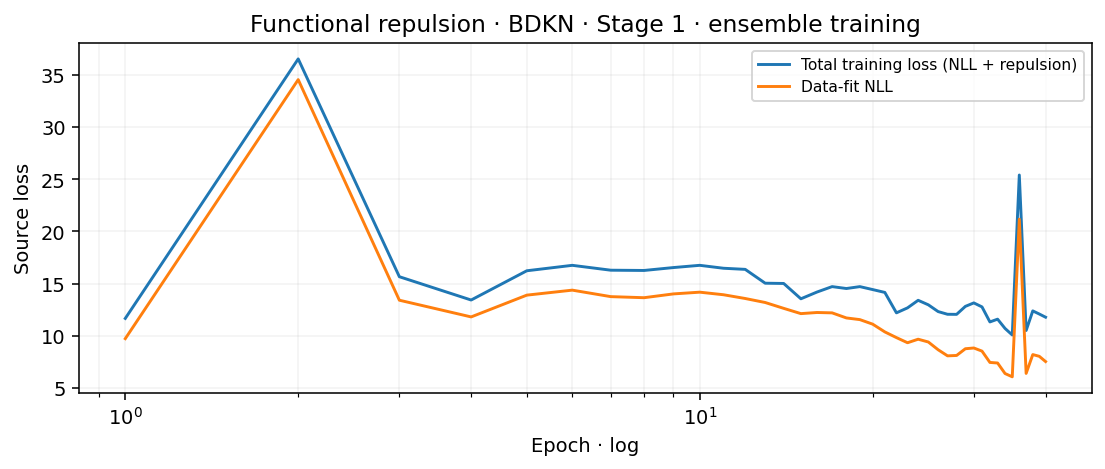 Functional repulsion · BDKN · Stage 1 · ensemble training
Total training loss (NLL + repulsion)
Data-fit NLL
Source loss
35
30
25
20
15
10
5
10⁰
10¹
Epoch · log